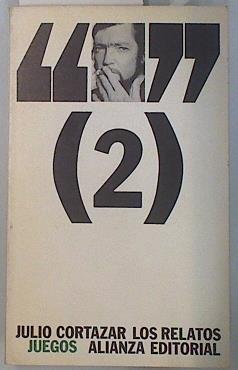 “ ”
(2)
JULIO CORTAZAR LOS RELATOS
JUEGOS ALIANZA EDITORIAL